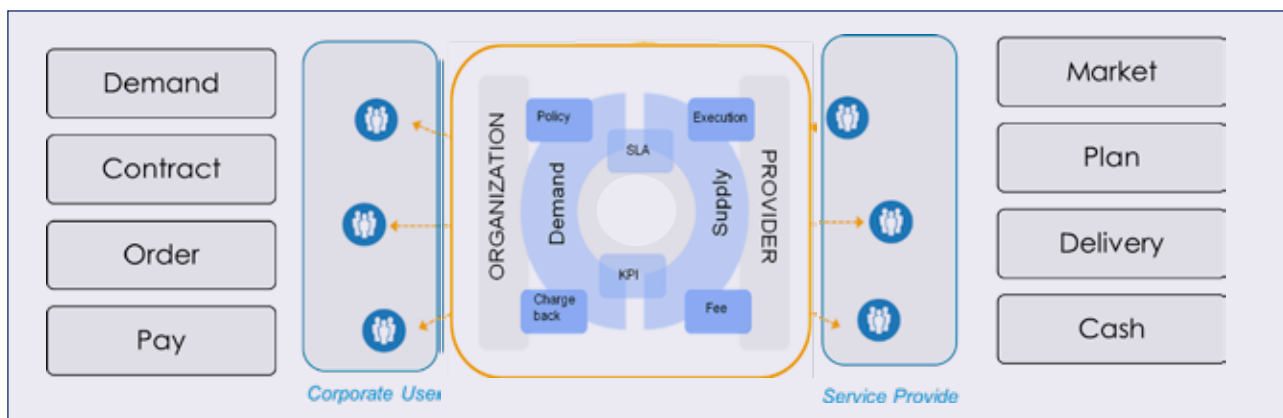 Demand
Contract
Order
Pay
Corporate User
ORGANIZATION
Policy
Demand
Charge
back
SLA
KPI
Execution
Supply
Fee
PROVIDER
Service Provide
Market
Plan
Delivery
Cash